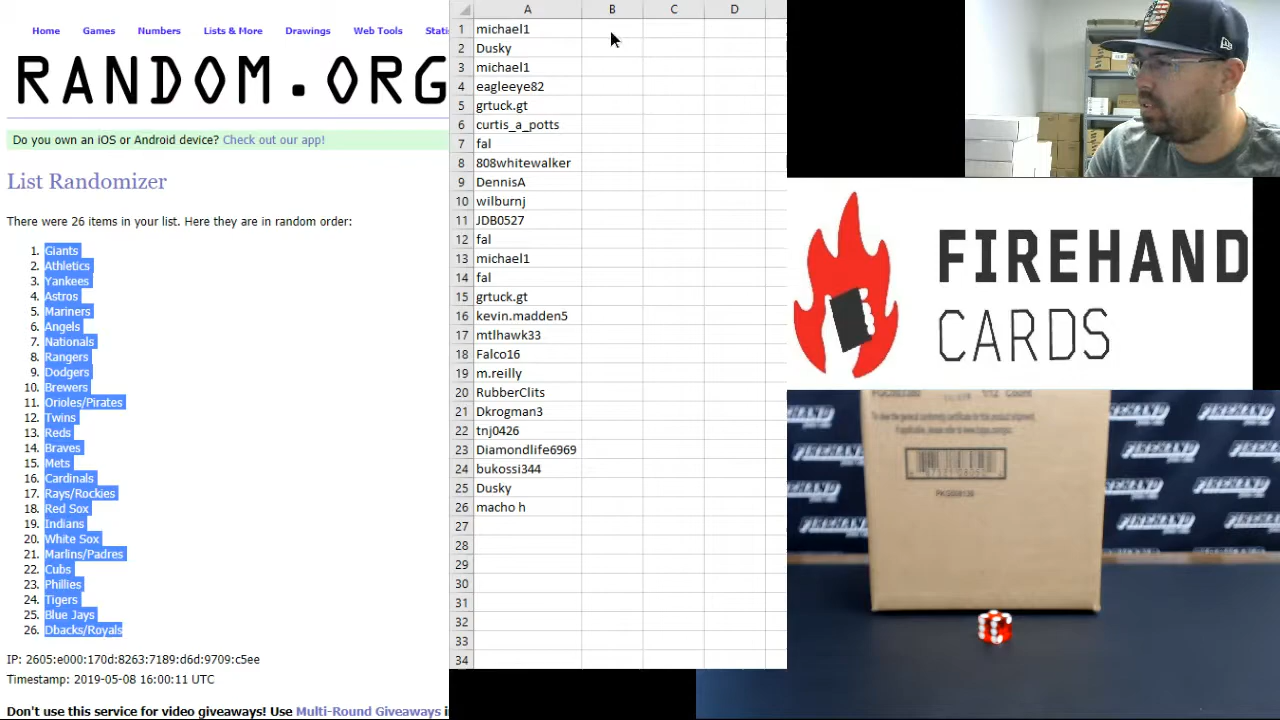 Home Games Numbers Lists & More Drawings Web Tools
RANDOM.ORG
Do you own an iOS or Android device? Check out our app!
List Randomizer
There were 26 items in your list. Here they are in random order:
1. Giants
2. Athletics
3. Yankees
4. Astros
5. Mariners
6. Angels
7. Nationals
8. Rangers
9. Dodgers
10. Brewers
11. Orioles/Pirates
12. Twins
13. Reds
14. Braves
15. Mets
16. Cardinals
17. Rays/Rockies
18. Red Sox
19. Indians
20. White Sox
21. Marlins/Padres
22. Cubs
23. Phillies
24. Tigers
25. Blue Jays
26. Dbacks/Royals
IP: 2605:e000:170d:8263:7189:d6d:9709:c5ee
Timestamp: 2019-05-08 16:00:11 UTC
Don't use this service for video giveaways! Use Multi-Round Giveaways
A B C D
1 michael1
2 Dusky
3 michael1
4 eagleeye82
5 grtuck.gt
6 curtis_a_potts
7 fal
8 808whitewalker
9 DennisA
10 wilburnj
11 JDB0527
12 fal
13 michael1
14 fal
15 grtuck.gt
16 kevin.madden5
17 mtlhawk33
18 Falco16
19 m.reilly
20 RubberClits
21 Dkrogman3
22 tnj0426
23 Diamondlife6969
24 bukossi344
25 Dusky
26 macho h
27
28
29
30
31
32
33
34
FIREHAND
CARDS